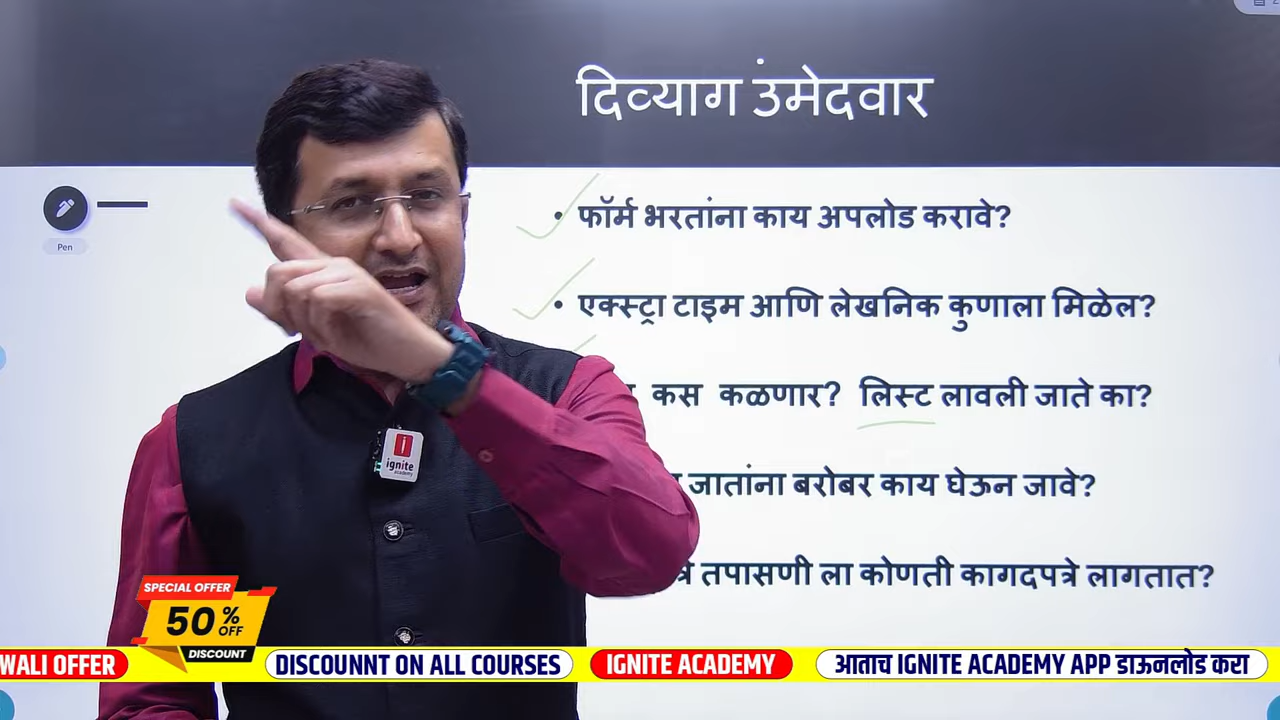 दिव्याग उंमेदवार
Pen
• फॉर्म भरतांना काय अपलोड करावे?
• एक्स्ट्रा टाइम आणि लेखनिक कुणाला मिळेल?
कस कळणार? लिस्ट लावली जाते का?
जातांना बरोबर काय घेऊन जावे?
तपासणी ला कोणती कागदपत्रे लागतात?
i
ignite
academy
SPECIAL OFFER
50% OFF
DISCOUNT
WALI OFFER DISCOUNNT ON ALL COURSES IGNITE ACADEMY आताच IGNITE ACADEMY APP डाऊनलोड करा